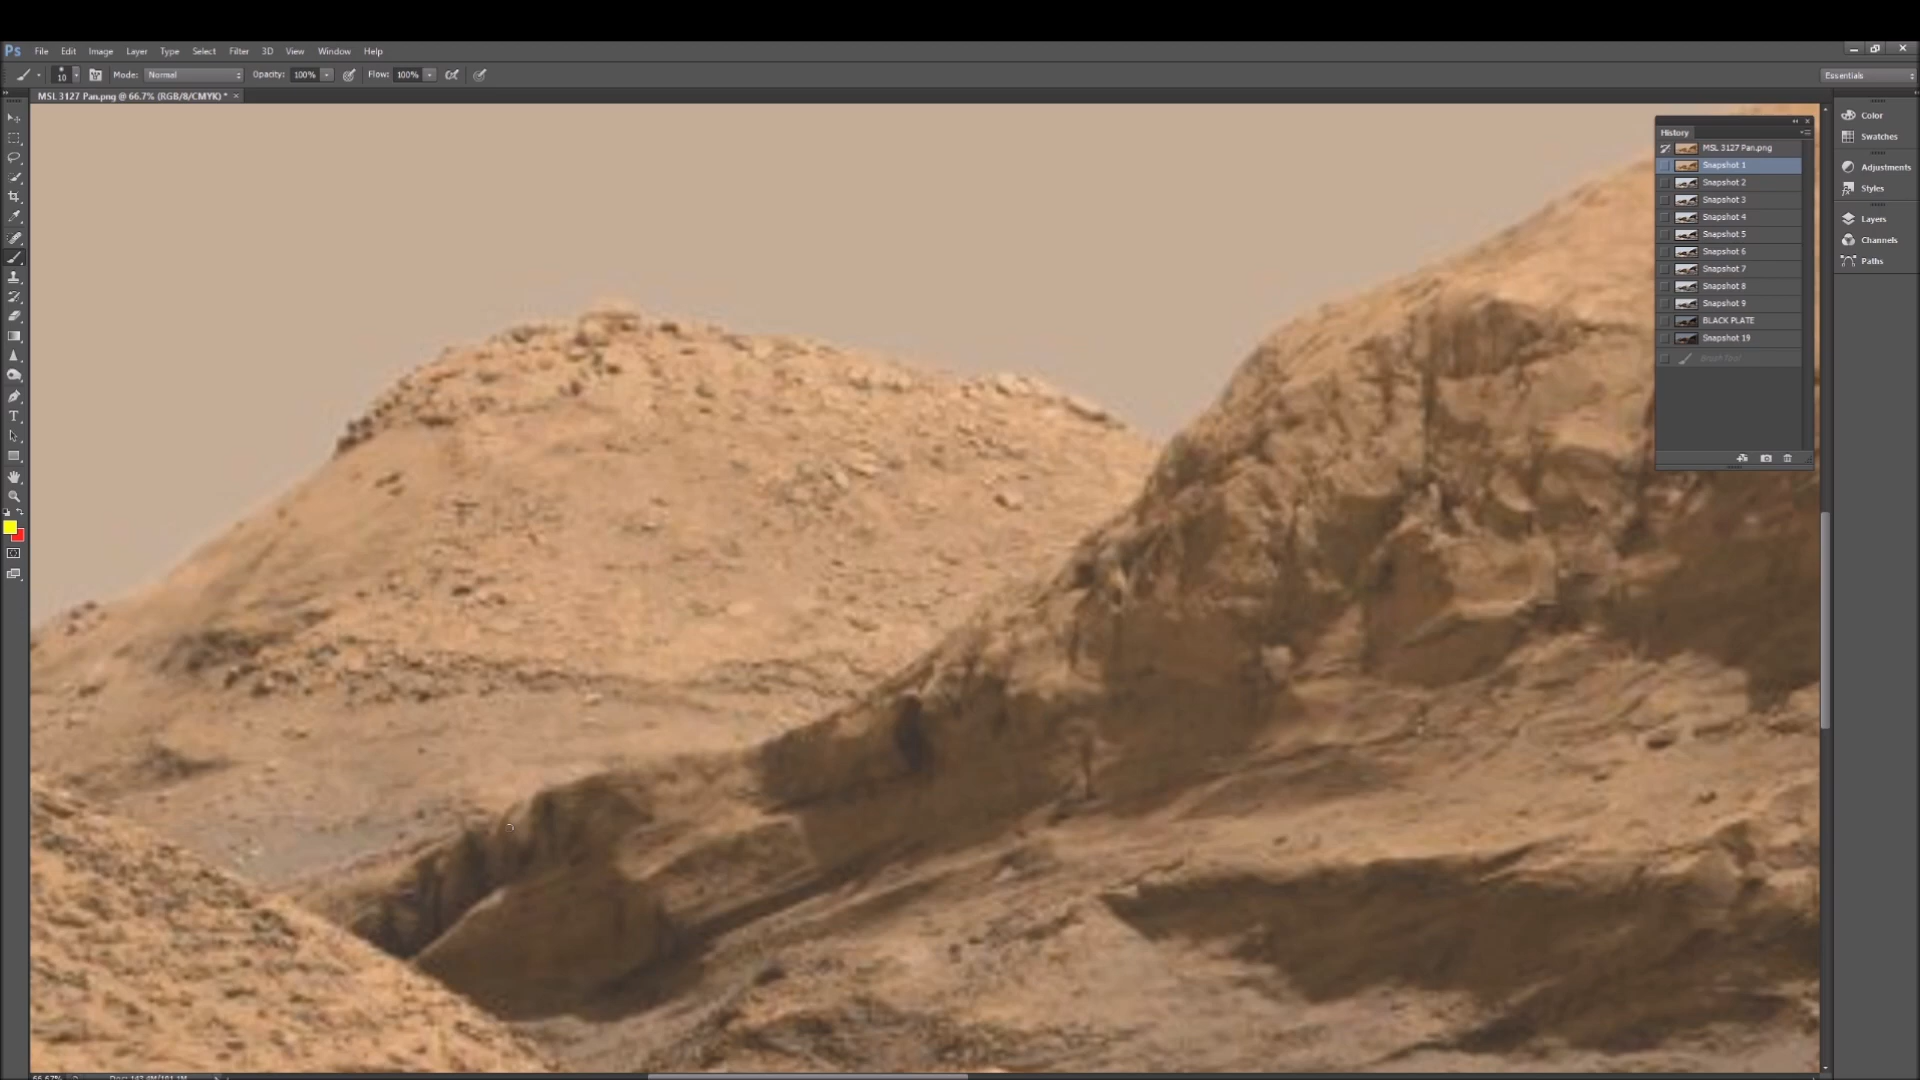 Ps File Edit Image Layer Type Select Filter 3D View Window Help
10 Mode: Normal Opacity: 100% Flow: 100% Essentials
MSL 3127 Pan.png @ 66.7% (RGB/8/CMYK) * ×
History
MSL 3127 Pan.png
Snapshot 1
Snapshot 2
Snapshot 3
Snapshot 4
Snapshot 5
Snapshot 6
Snapshot 7
Snapshot 8
Snapshot 9
BLACK PLATE
Snapshot 19
Brush Tool
Color
Swatches
Adjustments
Styles
Layers
Channels
Paths